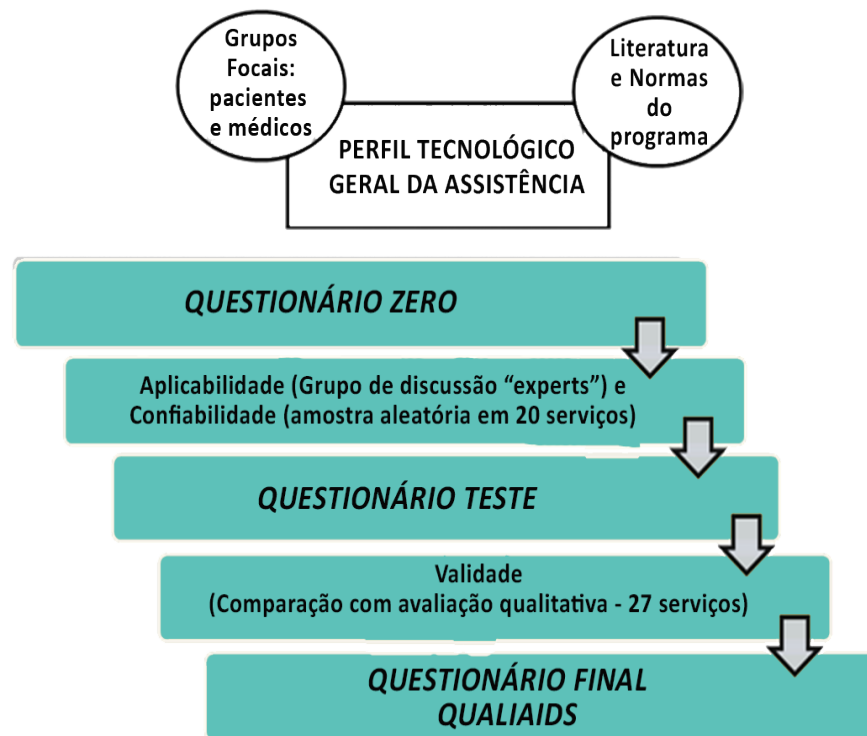 Grupos
Focais:
pacientes
e médicos
Literatura
e Normas
do
programa
PERFIL TECNOLÓGICO
GERAL DA ASSISTÊNCIA
QUESTIONÁRIO ZERO
Aplicabilidade (Grupo de discussão “experts”) e
Confiabilidade (amostra aleatória em 20 serviços)
QUESTIONÁRIO TESTE
Validade
(Comparação com avaliação qualitativa - 27 serviços)
QUESTIONÁRIO FINAL
QUALIAIDS